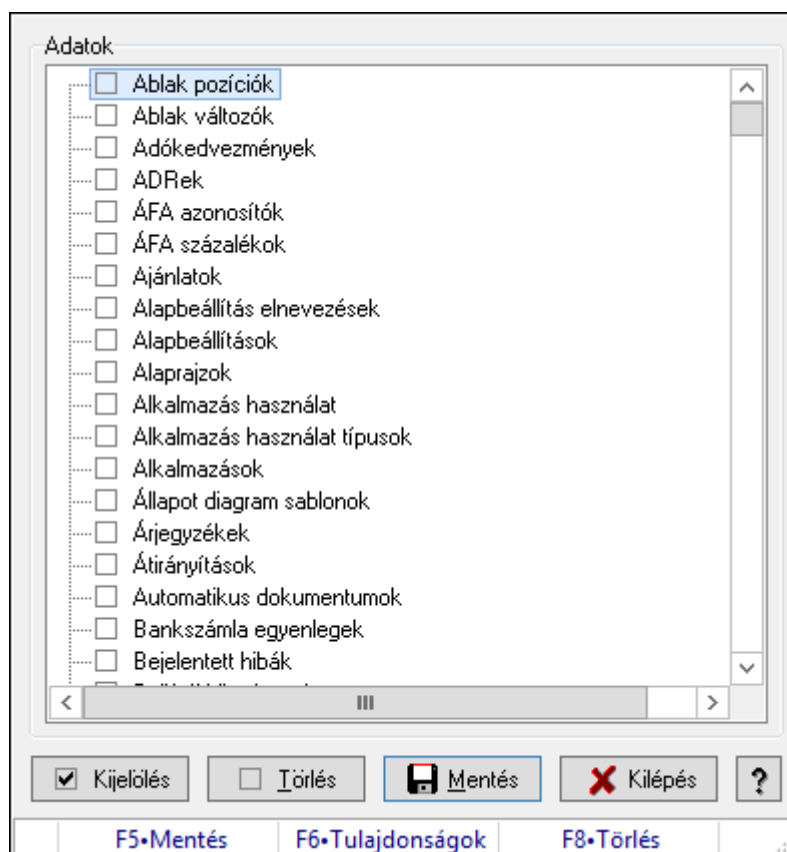 Adatok
Ablak pozíciók
Ablak változók
Adókedvezmények
ADRek
ÁFA azonosítók
ÁFA százalékok
Ajánlatok
Alapbeállítás elnevezések
Alapbeállítások
Alaprajzok
Alkalmazás használat
Alkalmazás használat típusok
Alkalmazások
Állapot diagram sablonok
Árjegyzékek
Átirányítások
Automatikus dokumentumok
Bankszámla egyenlegek
Bejelentett hibák
Kijelölés Törlés Mentés Kilépés ?
F5•Mentés F6•Tulajdonságok F8•Törlés